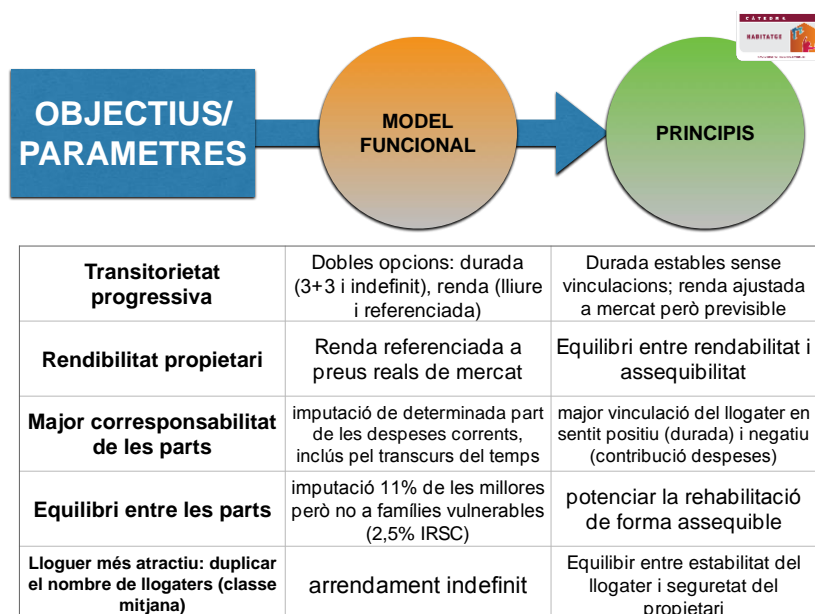 CÀTEDRA
HABITATGE
OBJECTIUS/
PARAMETRES
MODEL
FUNCIONAL
PRINCIPIS
Transitorietat
progressiva
Dobles opcions: durada
(3+3 i indefinit), renda (lliure
i referenciada)
Durada estables sense
vinculacions; renda ajustada
a mercat però previsible
Rendibilitat propietari
Renda referenciada a
preus reals de mercat
Equilibri entre rendabilitat i
assequibilitat
Major corresponsabilitat
de les parts
imputació de determinada part
de les despeses corrents,
inclús pel transcurs del temps
major vinculació del llogater en
sentit positiu (durada) i negatiu
(contribució despeses)
Equilibri entre les parts
imputació 11% de les millores
però no a famílies vulnerables
(2,5% IRSC)
potenciar la rehabilitació
de forma assequible
Lloguer més atractiu: duplicar
el nombre de llogaters (classe
mitjana)
arrendament indefinit
Equilibir entre estabilitat del
llogater i seguretat del
propietari